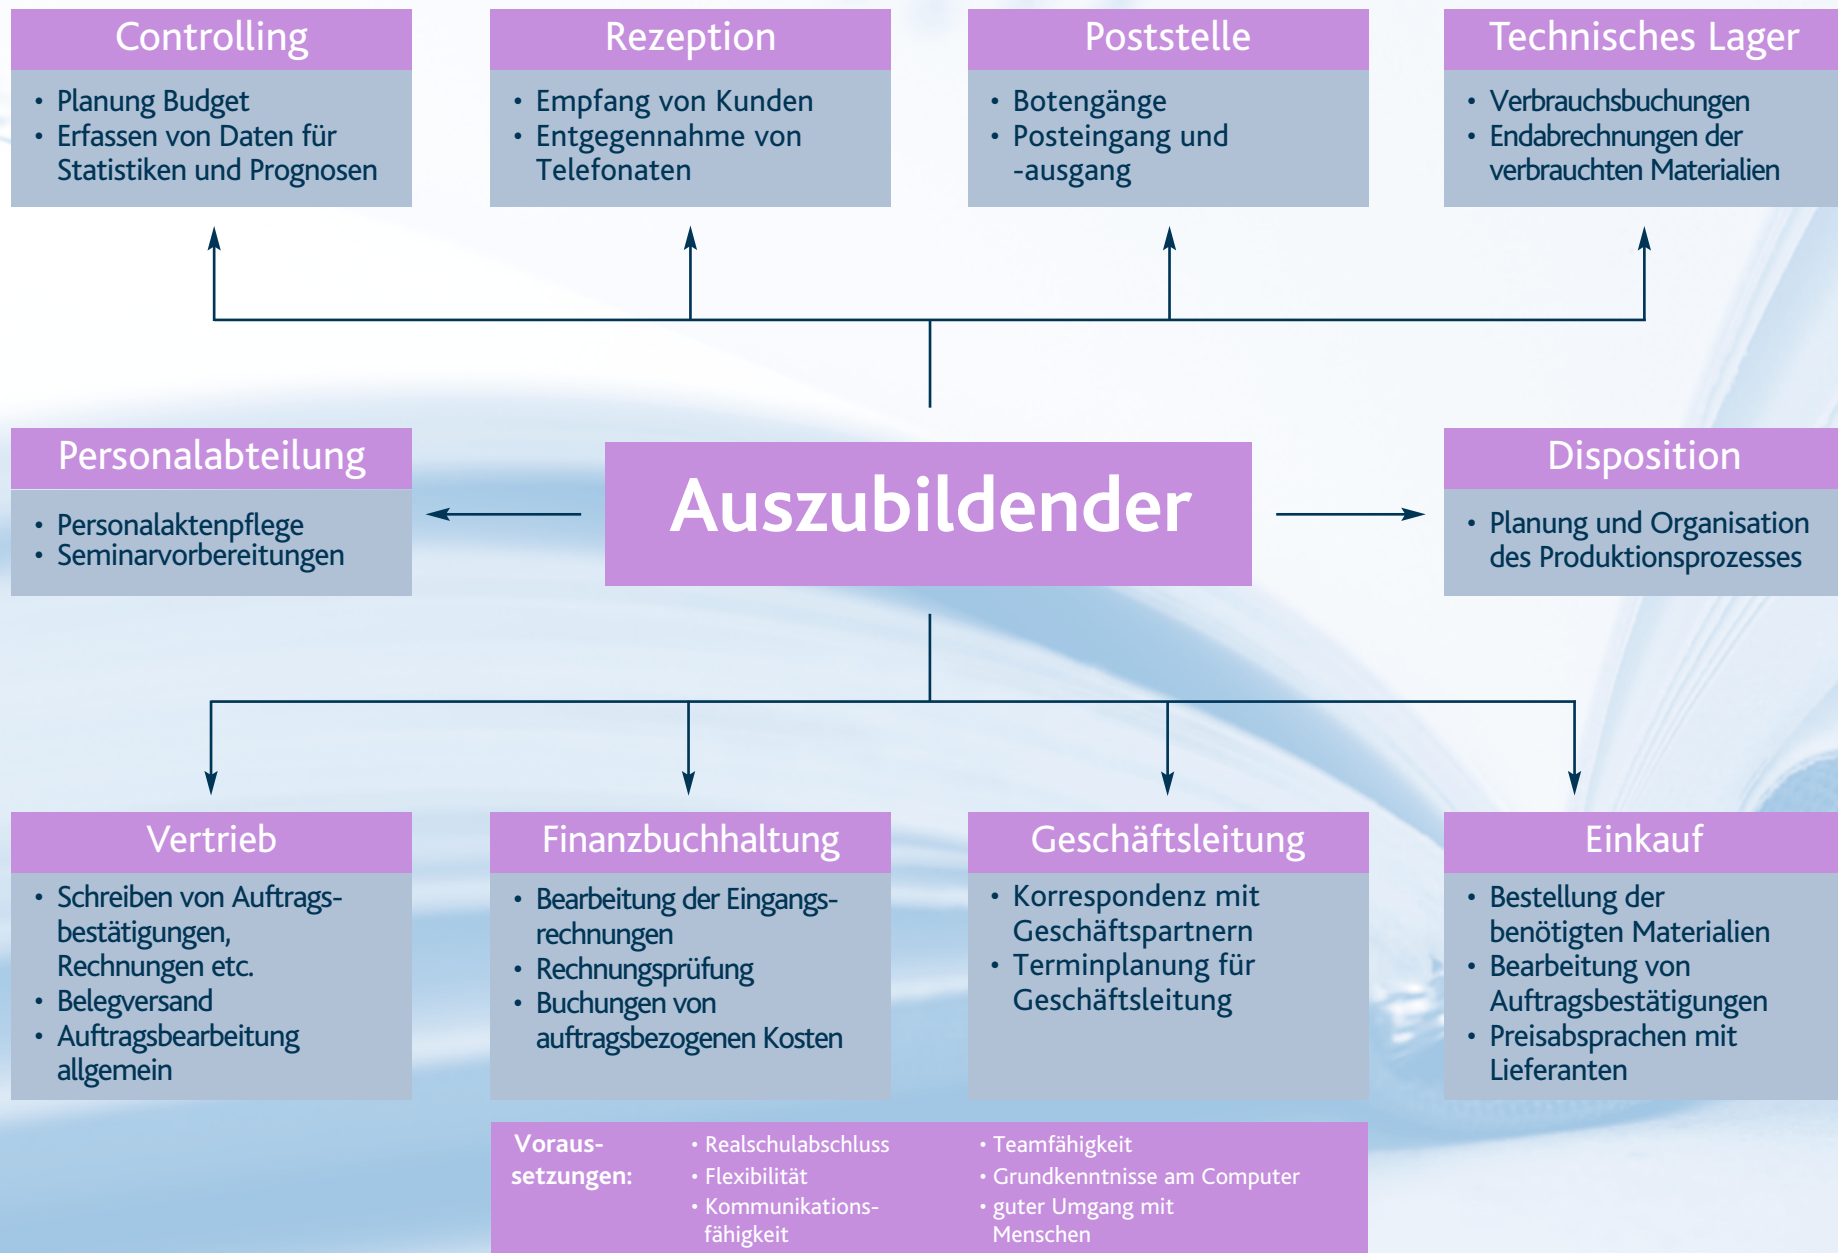 Controlling
• Planung Budget
• Erfassen von Daten für
Statistiken und Prognosen
Rezeption
• Empfang von Kunden
• Entgegennahme von
Telefonaten
Poststelle
• Botengänge
• Posteingang und
-ausgang
Technisches Lager
• Verbrauchsbuchungen
• Endabrechnungen der
verbrauchten Materialien
Personalabteilung
• Personalaktenpflege
• Seminarvorbereitungen
Auszubildender
Disposition
• Planung und Organisation
des Produktionsprozesses
Vertrieb
• Schreiben von Auftrags-
bestätigungen,
Rechnungen etc.
• Belegversand
• Auftragsbearbeitung
allgemein
Finanzbuchhaltung
• Bearbeitung der Eingangs-
rechnungen
• Rechnungsprüfung
• Buchungen von
auftragsbezogenen Kosten
Geschäftsleitung
• Korrespondenz mit
Geschäftspartnern
• Terminplanung für
Geschäftsleitung
Einkauf
• Bestellung der
benötigten Materialien
• Bearbeitung von
Auftragsbestätigungen
• Preisabsprachen mit
Lieferanten
Voraus-
setzungen:
• Realschulabschluss
• Flexibilität
• Kommunikations-
fähigkeit
• Teamfähigkeit
• Grundkenntnisse am Computer
• guter Umgang mit
Menschen